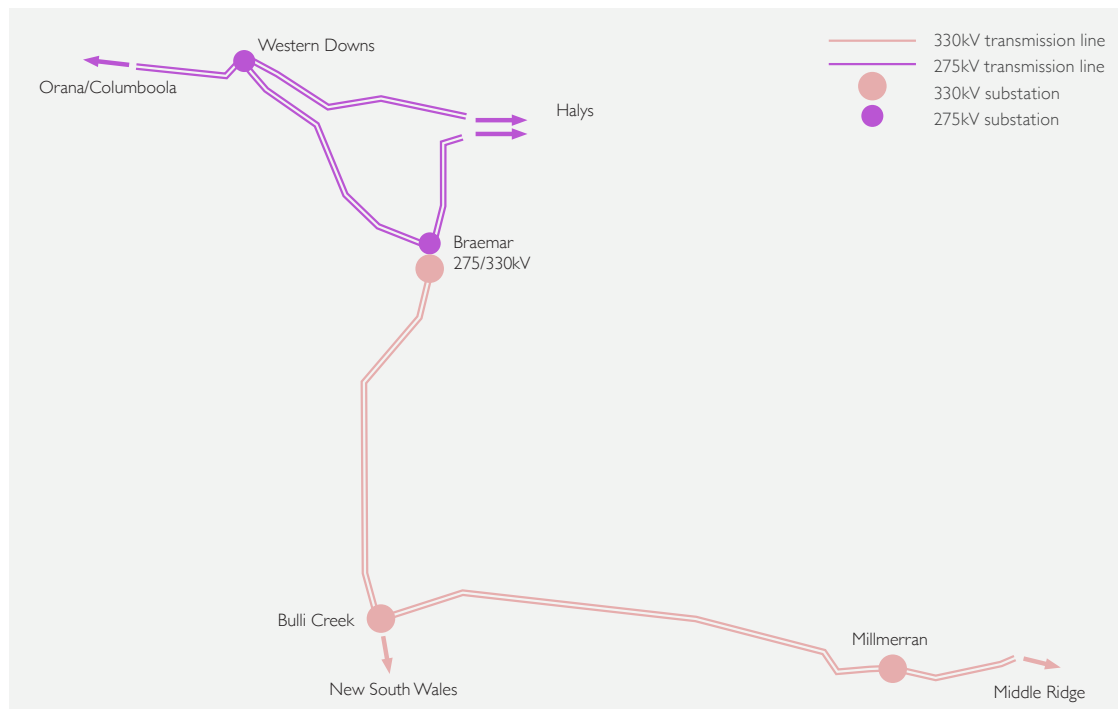 Western Downs
Orana/Columboola
Halys
330kV transmission line
275kV transmission line
330kV substation
275kV substation
Braemar
275/330kV
Bulli Creek
New South Wales
Millmerran
Middle Ridge